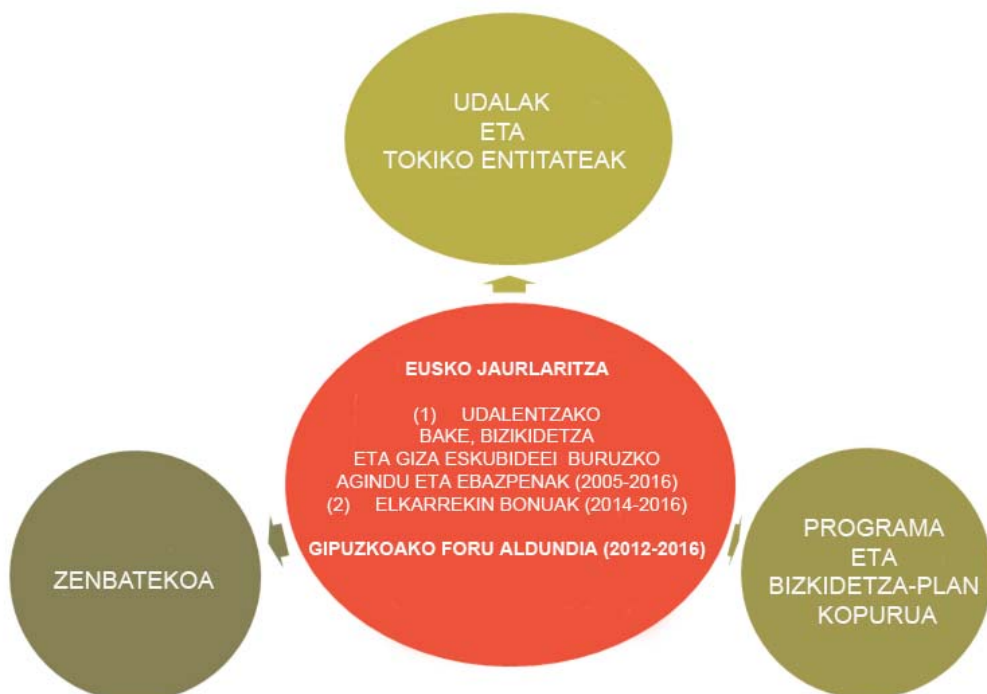 UDALAK
ETA
TOKIKO ENTITATEAK
EUSKO JAURLARITZA
(1) UDALENTZAKO
BAKE, BIZIKIDETZA
ETA GIZA ESKUBIDEEI BURUZKO
AGINDU ETA EBAZPENAK (2005-2016)
(2) ELKARREKIN BONUAK (2014-2016)
GIPUZKOAKO FORU ALDUNDIA (2012-2016)
ZENBATEKOA
PROGRAMA
ETA
BIZKIDETZA-PLAN
KOPURUA